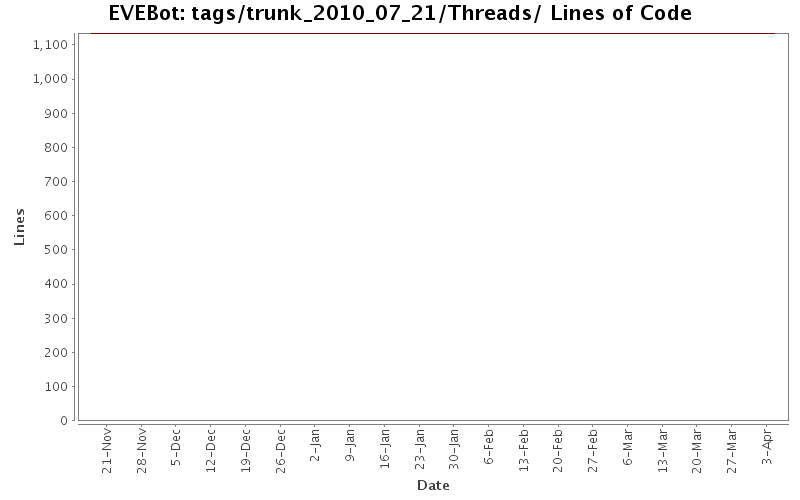 EVEBot: tags/trunk_2010_07_21/Threads/ Lines of Code
1,100
1,000
900
800
700
600
500
400
300
200
100
0
Lines
21-Nov
28-Nov
5-Dec
12-Dec
19-Dec
26-Dec
2-Jan
9-Jan
16-Jan
23-Jan
30-Jan
6-Feb
13-Feb
20-Feb
27-Feb
6-Mar
13-Mar
20-Mar
27-Mar
3-Apr
Date